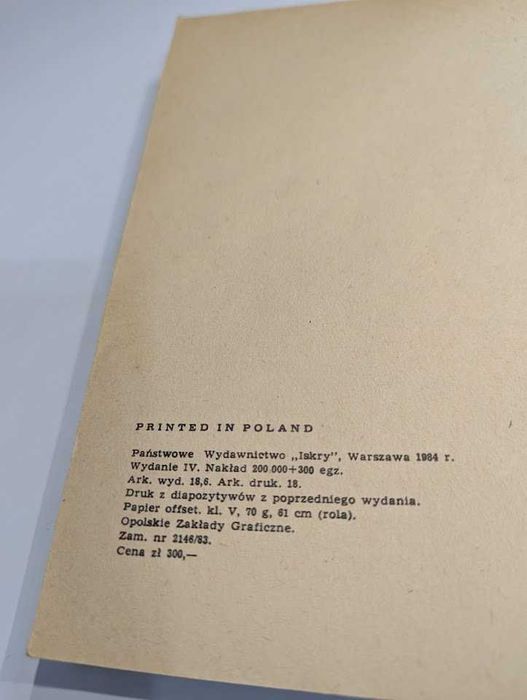 PRINTED IN POLAND
Państwowe Wydawnictwo „Iskry”, Warszawa 1984 r.
Wydanie IV. Nakład 200 000+300 egz.
Ark. wyd. 18,6. Ark. druk. 18.
Druk z diapozytywów z poprzedniego wydania.
Papier offset. kl. V, 70 g, 61 cm (rola).
Opolskie Zakłady Graficzne.
Zam. nr 2146/83.
Cena zł 300,—